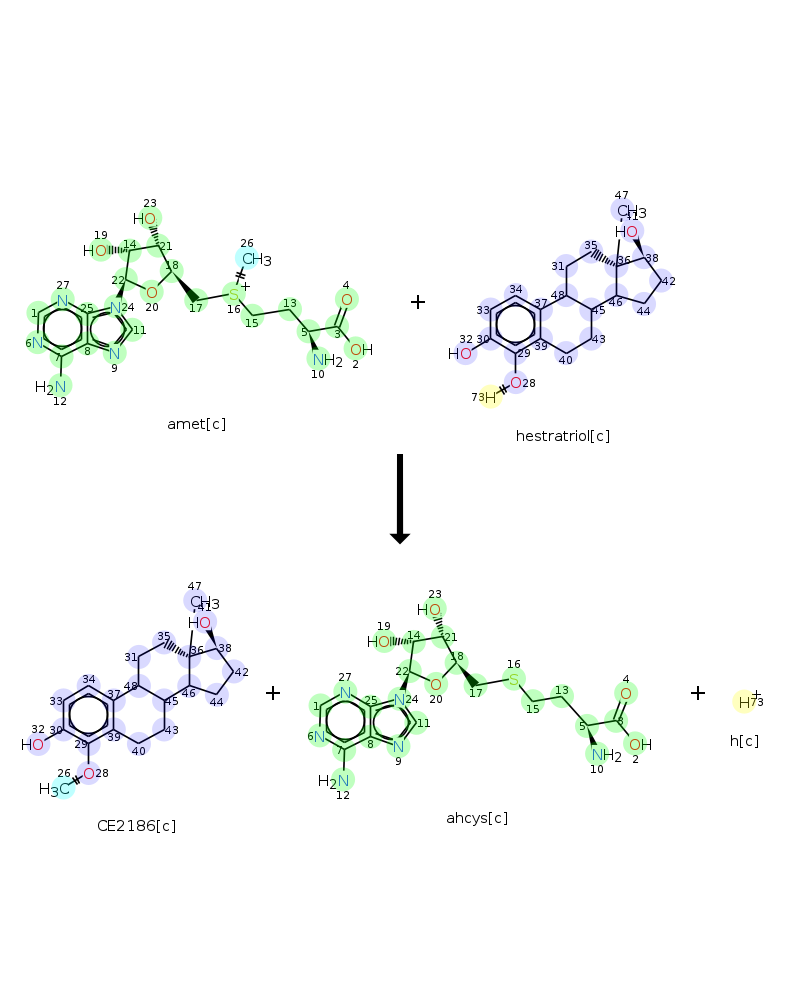 23
HO
19
HO
14
21
26
CH3
18
22
O
20
S
+
16
17
15
13
4
O
5
3
OH
2
NH2
10
27
N
25
N
24
1
6
N
11
7
8
N
9
H2N
12
amet[c]
+
47
CH3
41
HO
35
36
38
31
42
48
46
34
45
44
33
37
32
30
HO
29
39
43
40
O
28
73
H
hestratriol[c]
47
CH3
41
HO
35
36
38
31
42
48
46
34
45
44
33
37
32
30
HO
29
39
43
40
26
O
28
H3C
CE2186[c]
+
23
HO
19
HO
14
21
18
22
O
20
16
S
17
15
13
4
O
5
3
OH
2
NH2
10
27
N
25
N
24
1
6
N
11
7
8
N
9
H2N
12
ahcys[c]
+
H
+
73
h[c]